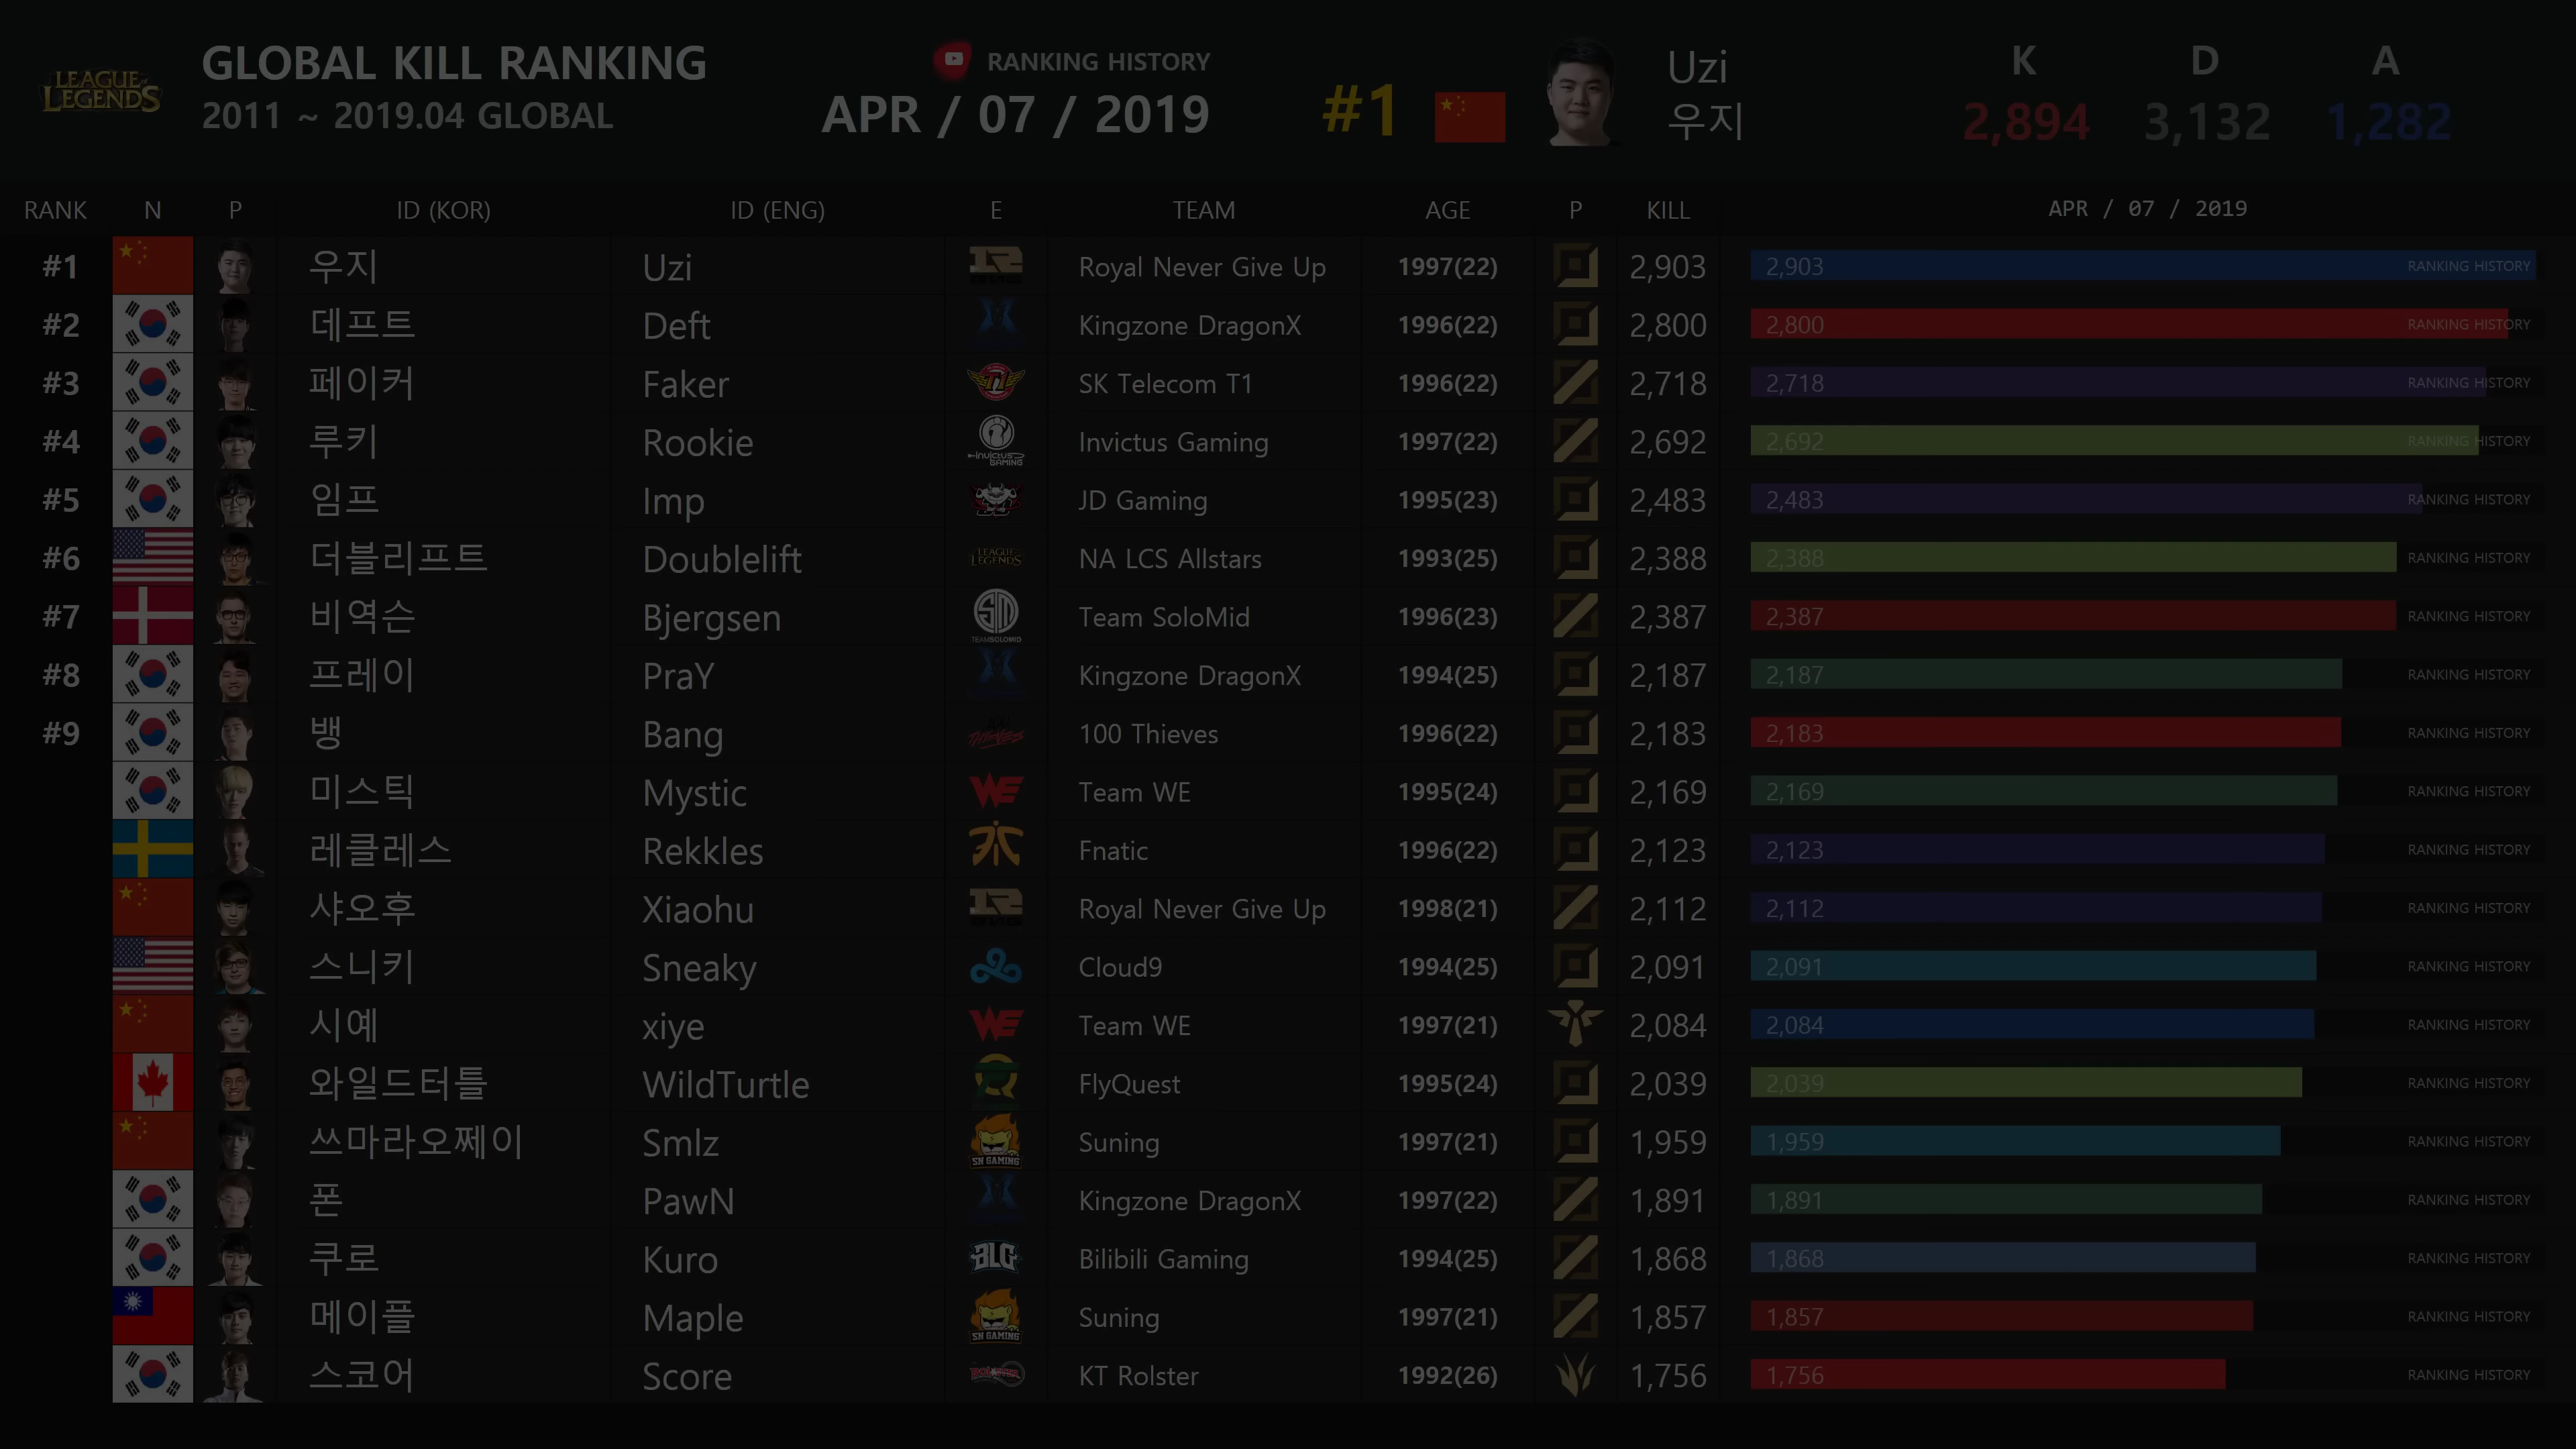 LEAGUE of LEGENDS
GLOBAL KILL RANKING
2011 ~ 2019.04 GLOBAL
RANKING HISTORY
APR / 07 / 2019
#1
Uzi
우지
K D A
2,894 3,132 1,282
RANK N P ID (KOR) ID (ENG) E TEAM AGE P KILL APR / 07 / 2019
#1 우지 Uzi Royal Never Give Up 1997(22) 2,903 2,903 RANKING HISTORY
#2 데프트 Deft Kingzone DragonX 1996(22) 2,800 2,800 RANKING HISTORY
#3 페이커 Faker SK Telecom T1 1996(22) 2,718 2,718 RANKING HISTORY
#4 루키 Rookie INVICTUS GAMING Invictus Gaming 1997(22) 2,692 2,692 RANKING HISTORY
#5 임프 Imp JD Gaming 1995(23) 2,483 2,483 RANKING HISTORY
#6 더블리프트 Doublelift LEAGUE LEGENDS NA LCS Allstars 1993(25) 2,388 2,388 RANKING HISTORY
#7 비역슨 Bjergsen TSM TEAMSOLOMID Team SoloMid 1996(23) 2,387 2,387 RANKING HISTORY
#8 프레이 PraY Kingzone DragonX 1994(25) 2,187 2,187 RANKING HISTORY
#9 뱅 Bang 100 Thieves 1996(22) 2,183 2,183 RANKING HISTORY
미스틱 Mystic WE Team WE 1995(24) 2,169 2,169 RANKING HISTORY
레클레스 Rekkles Fnatic 1996(22) 2,123 2,123 RANKING HISTORY
샤오후 Xiaohu Royal Never Give Up 1998(21) 2,112 2,112 RANKING HISTORY
스니키 Sneaky Cloud9 1994(25) 2,091 2,091 RANKING HISTORY
시예 xiye WE Team WE 1997(21) 2,084 2,084 RANKING HISTORY
와일드터틀 WildTurtle FlyQuest 1995(24) 2,039 2,039 RANKING HISTORY
쓰마라오쩨이 Smlz SN GAMING Suning 1997(21) 1,959 1,959 RANKING HISTORY
폰 PawN Kingzone DragonX 1997(22) 1,891 1,891 RANKING HISTORY
쿠로 Kuro BLG Bilibili Gaming 1994(25) 1,868 1,868 RANKING HISTORY
메이플 Maple SN GAMING Suning 1997(21) 1,857 1,857 RANKING HISTORY
스코어 Score KT Rolster 1992(26) 1,756 1,756 RANKING HISTORY